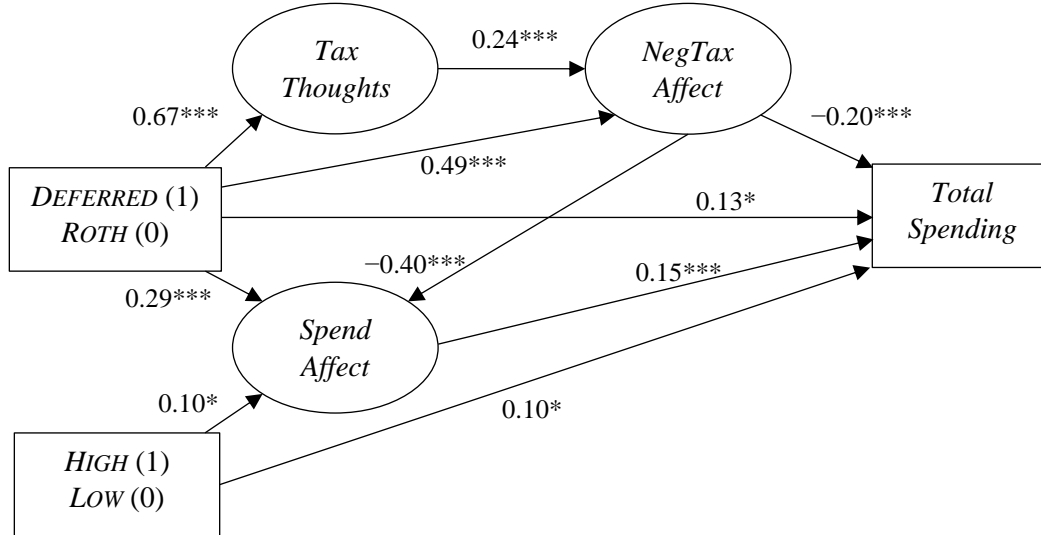 Tax
Thoughts
0.24***
NegTax
Affect
0.67***
−0.20***
0.49***
DEFERRED (1)
ROTH (0)
0.13*
Total
Spending
−0.40***
0.15***
0.29***
Spend
Affect
0.10*
0.10*
HIGH (1)
LOW (0)